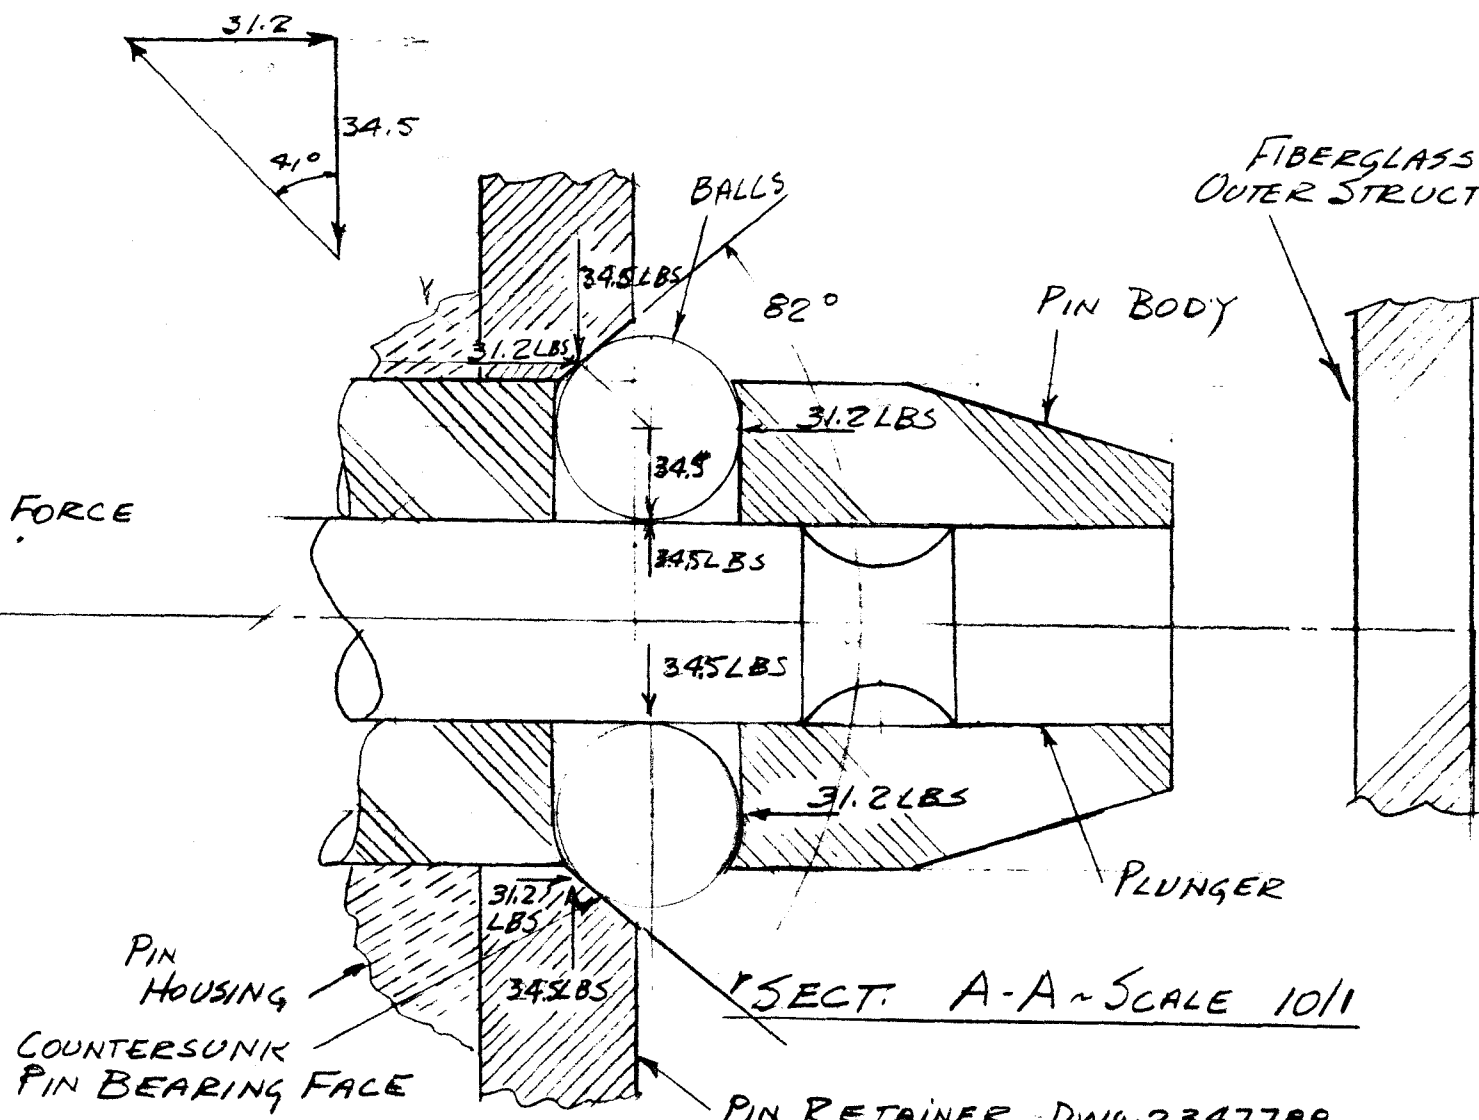 31.2
34.5
41°
BALLS
FIBERGLASS
OUTER STRUCT
34.5 LBS
82°
PIN BODY
31.2 LBS
31.2 LBS
34.5
FORCE
34.5 LBS
34.5 LBS
31.2 LBS
31.2
LBS
PLUNGER
PIN
HOUSING
34.5 LBS
SECT. A-A ~ SCALE 10/1
COUNTERSUNK
PIN BEARING FACE
PIN RETAINER DWG. 2347788